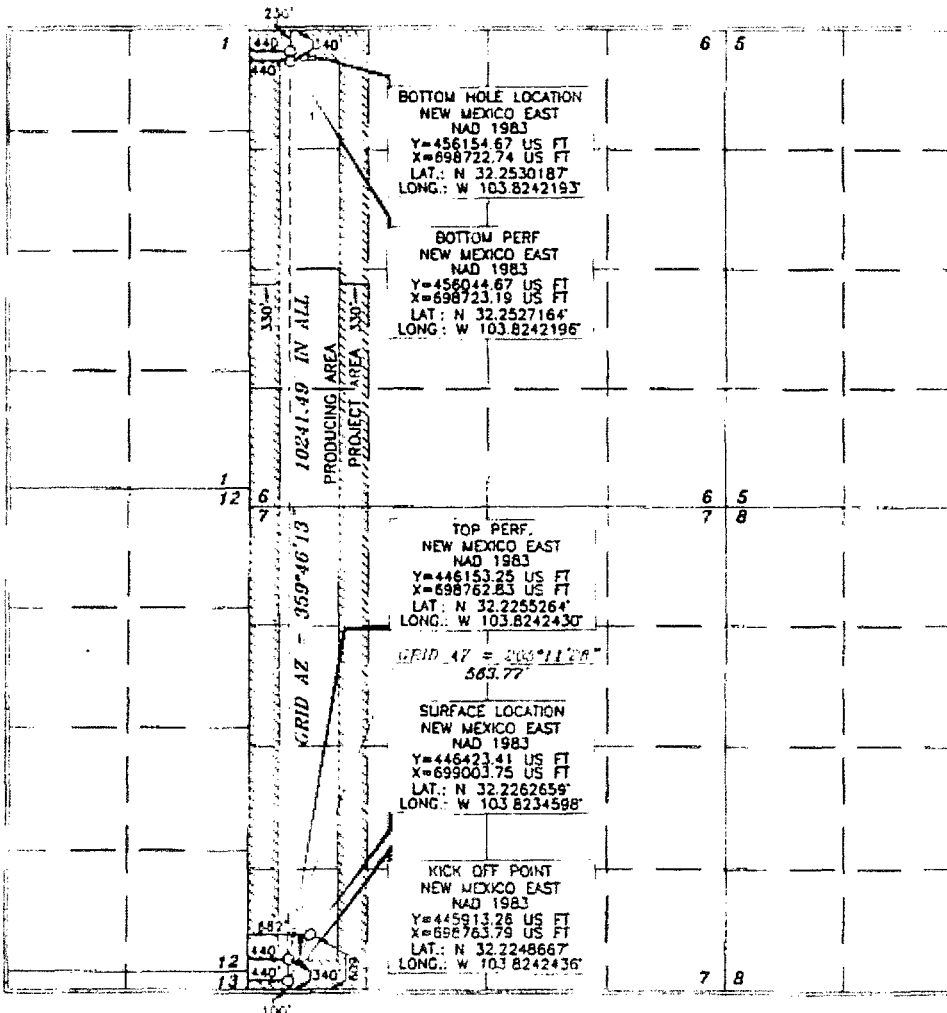 230'
1
440'
340'
440'
6 5
BOTTOM HOLE LOCATION
NEW MEXICO EAST
NAD 1983
Y=456154.67 US FT
X=698722.74 US FT
LAT.: N 32.2530187°
LONG.: W 103.8242193°
BOTTOM PERF
NEW MEXICO EAST
NAD 1983
Y=456044.67 US FT
X=698723.19 US FT
LAT.: N 32.2527164°
LONG.: W 103.8242196°
330'
GRID AZ = 359°46'13"
10241.49 IN ALL
PRODUCING AREA
PROJECT AREA
330'
1
12
6
7
6 5
7 8
TOP PERF.
NEW MEXICO EAST
NAD 1983
Y=446153.25 US FT
X=698762.83 US FT
LAT.: N 32.2255264°
LONG.: W 103.8242430°
GRID AZ =
563.77'
SURFACE LOCATION
NEW MEXICO EAST
NAD 1983
Y=446423.41 US FT
X=699003.75 US FT
LAT.: N 32.2262659°
LONG.: W 103.8234598°
KICK OFF POINT
NEW MEXICO EAST
NAD 1983
Y=445913.26 US FT
X=698763.79 US FT
LAT.: N 32.2248667°
LONG.: W 103.8242436°
682'
440'
440'
340'
609'
12
13
100'
7 8